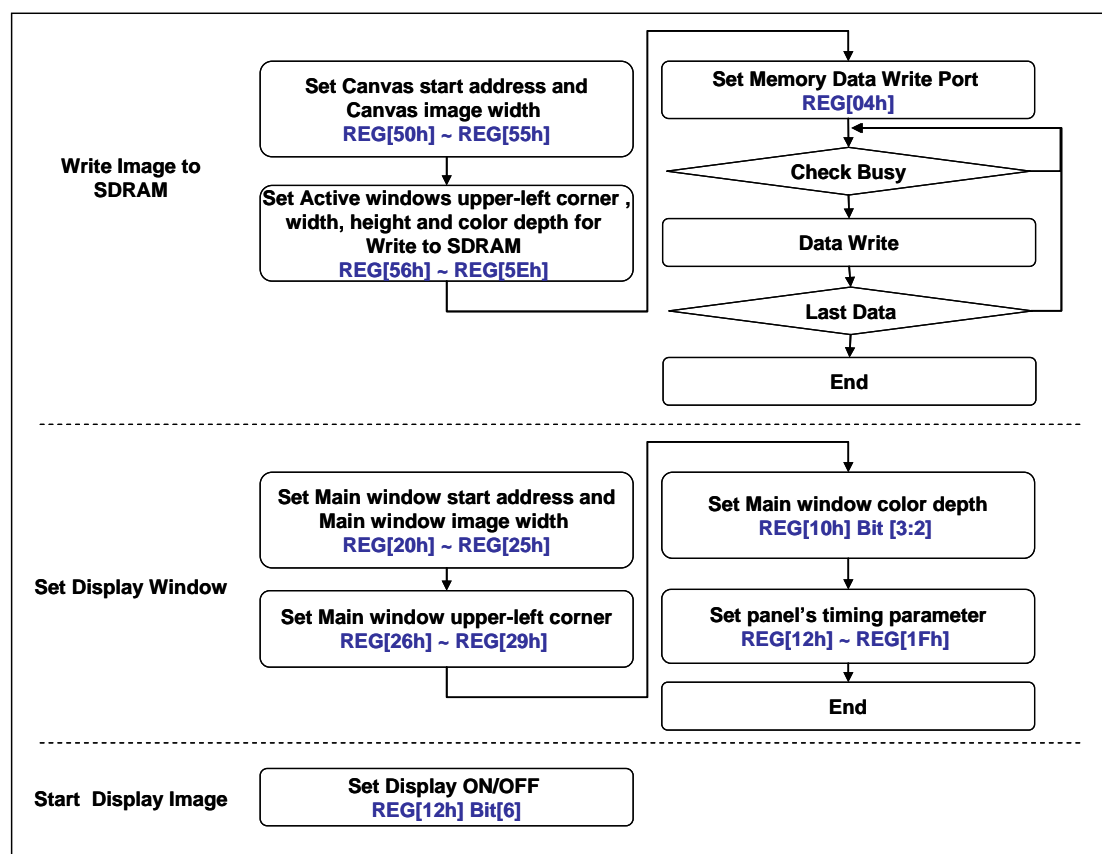 Write Image to
SDRAM
Set Canvas start address and
Canvas image width
REG[50h] ~ REG[55h]
Set Active windows upper-left corner ,
width, height and color depth for
Write to SDRAM
REG[56h] ~ REG[5Eh]
Set Memory Data Write Port
REG[04h]
Check Busy
Data Write
Last Data
End
Set Display Window
Set Main window start address and
Main window image width
REG[20h] ~ REG[25h]
Set Main window upper-left corner
REG[26h] ~ REG[29h]
Set Main window color depth
REG[10h] Bit [3:2]
Set panel's timing parameter
REG[12h] ~ REG[1Fh]
End
Start  Display Image
Set Display ON/OFF
REG[12h] Bit[6]